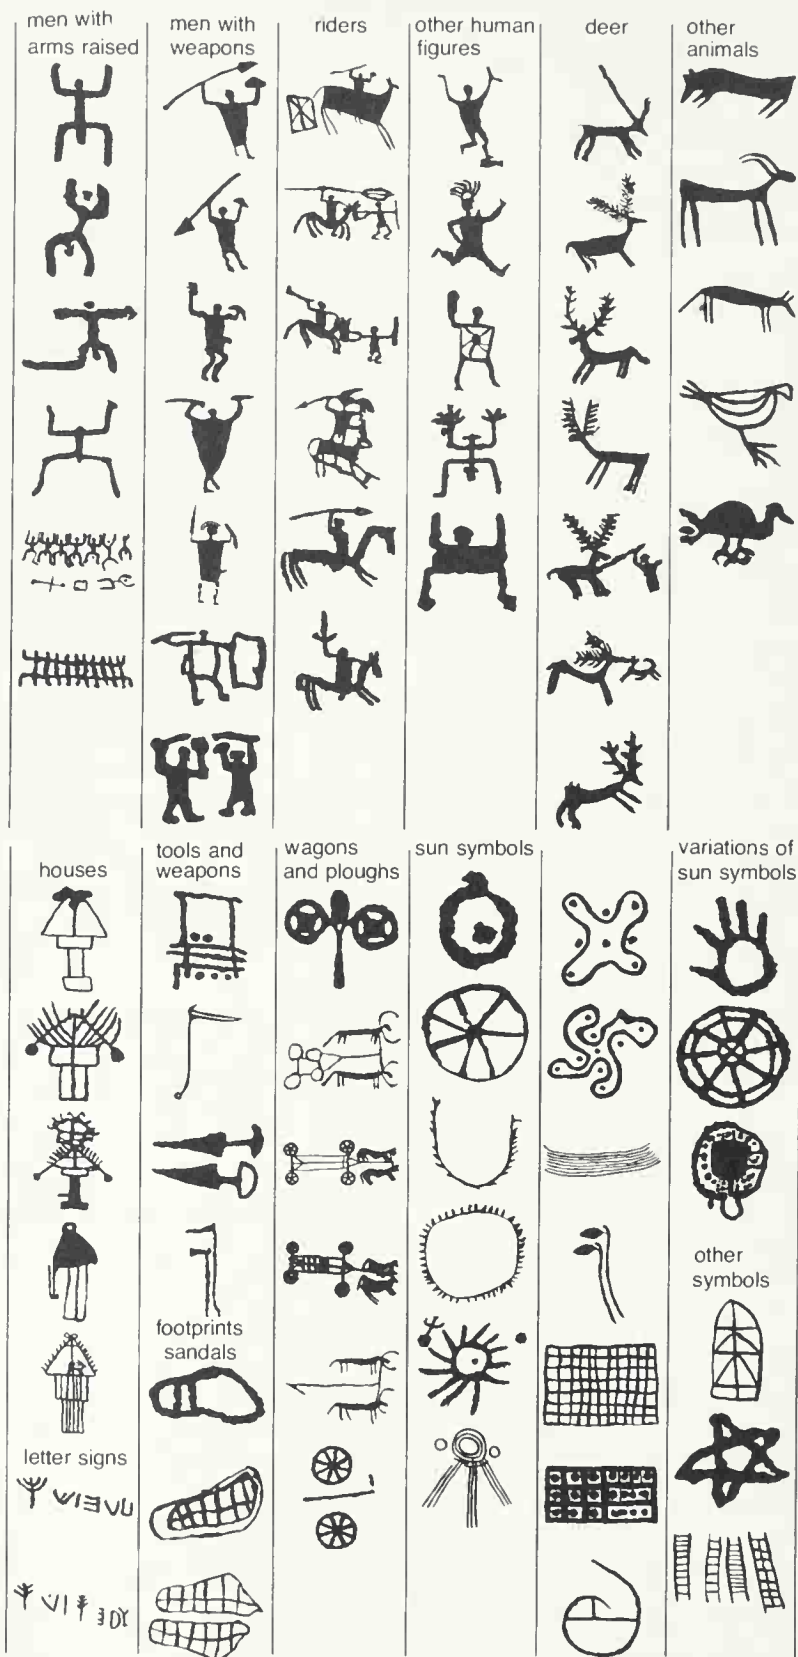 men with
arms raised
men with
weapons
riders
other human
figures
deer
other
animals
houses
tools and
weapons
wagons
and ploughs
sun symbols
variations of
sun symbols
other
symbols
footprints
sandals
letter signs